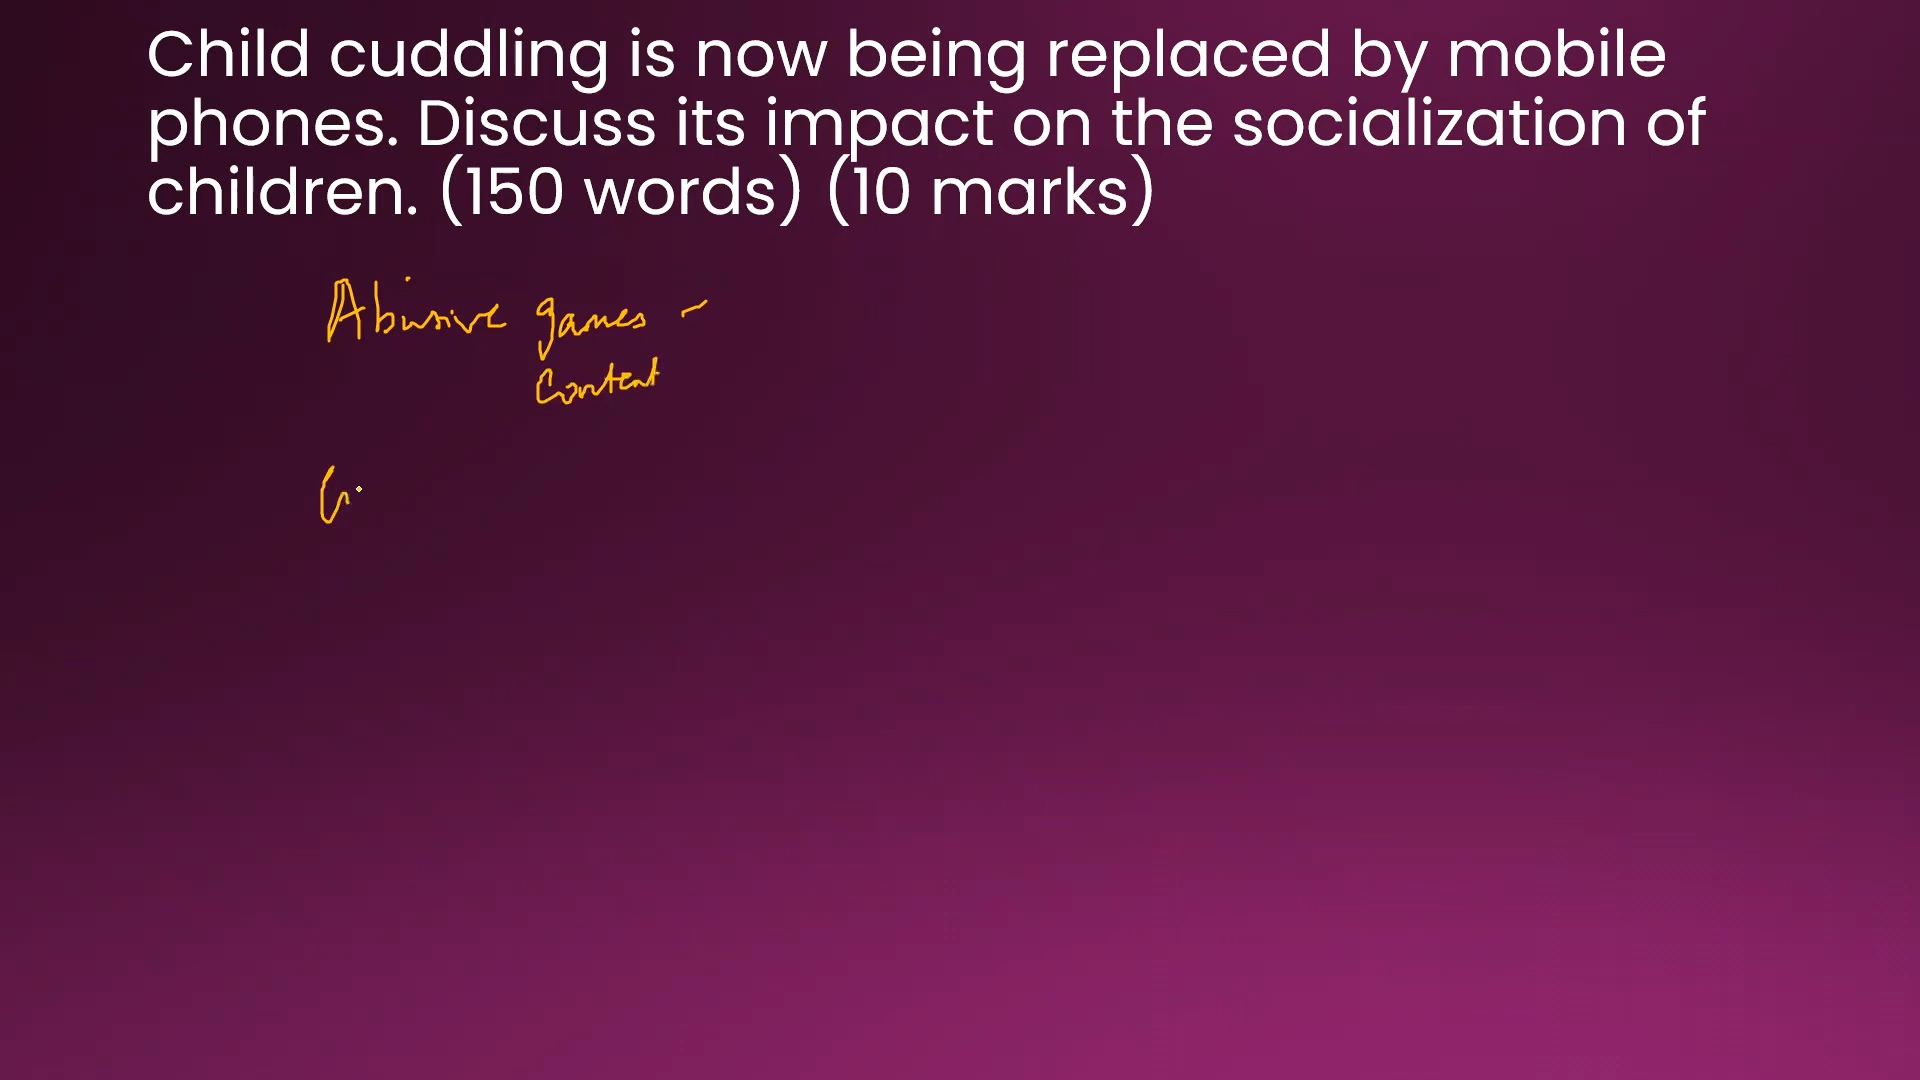 Child cuddling is now being replaced by mobile
phones. Discuss its impact on the socialization of
children. (150 words) (10 marks)
Abusive games -
Content